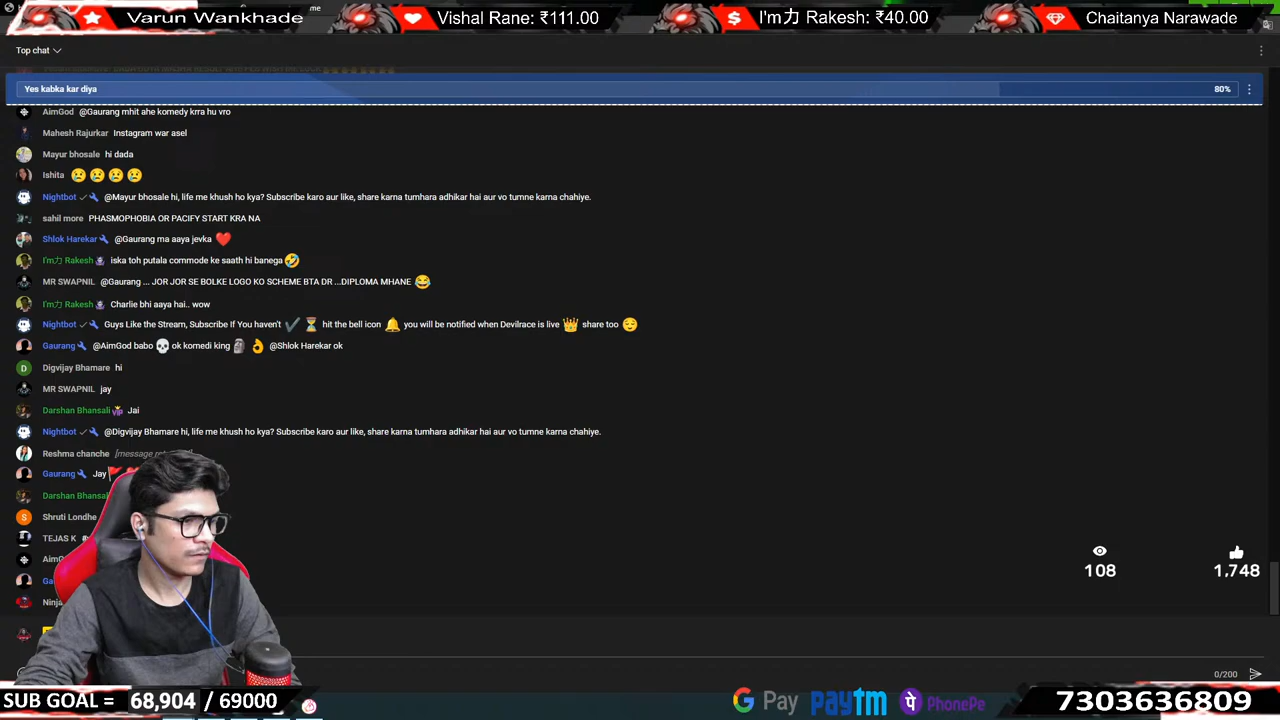 me
Varun Wankhade
Vishal Rane: ₹111.00
I'm力 Rakesh: ₹40.00
Chaitanya Narawade
Top chat
Yes kabka kar diya 80%
AimGod @Gaurang mhit ahe komedy krra hu vro
Mahesh Rajurkar Instagram war asel
Mayur bhosale hi dada
Ishita 😢 😢 😢 😢
Nightbot @Mayur bhosale hi, life me khush ho kya? Subscribe karo aur like, share karna tumhara adhikar hai aur vo tumne karna chahiye.
sahil more PHASMOPHOBIA OR PACIFY START KRA NA
Shlok Harekar @Gaurang ma aaya jevka ❤️
I'm力 Rakesh iska toh putala commode ke saath hi banega 🤣
MR SWAPNIL @Gaurang ... JOR JOR SE BOLKE LOGO KO SCHEME BTA DR ...DIPLOMA MHANE 😂
I'm力 Rakesh Charlie bhi aaya hai.. wow
Nightbot Guys Like the Stream, Subscribe If You haven't ✔️ ⏳ hit the bell icon 🔔 you will be notified when Devilrace is live 👑 share too 😌
Gaurang @AimGod babo 💀 ok komedi king 🗿 👌 @Shlok Harekar ok
Digvijay Bhamare hi
MR SWAPNIL jay
Darshan Bhansali Jai
Nightbot @Digvijay Bhamare hi, life me khush ho kya? Subscribe karo aur like, share karna tumhara adhikar hai aur vo tumne karna chahiye.
Reshma chanche [message
Gaurang Jay
Darshan Bhansali
Shruti Londhe
TEJAS K
108
1,748
0/200
SUB GOAL = 68,904 / 69000
G Pay
paytm
PhonePe
7303636809